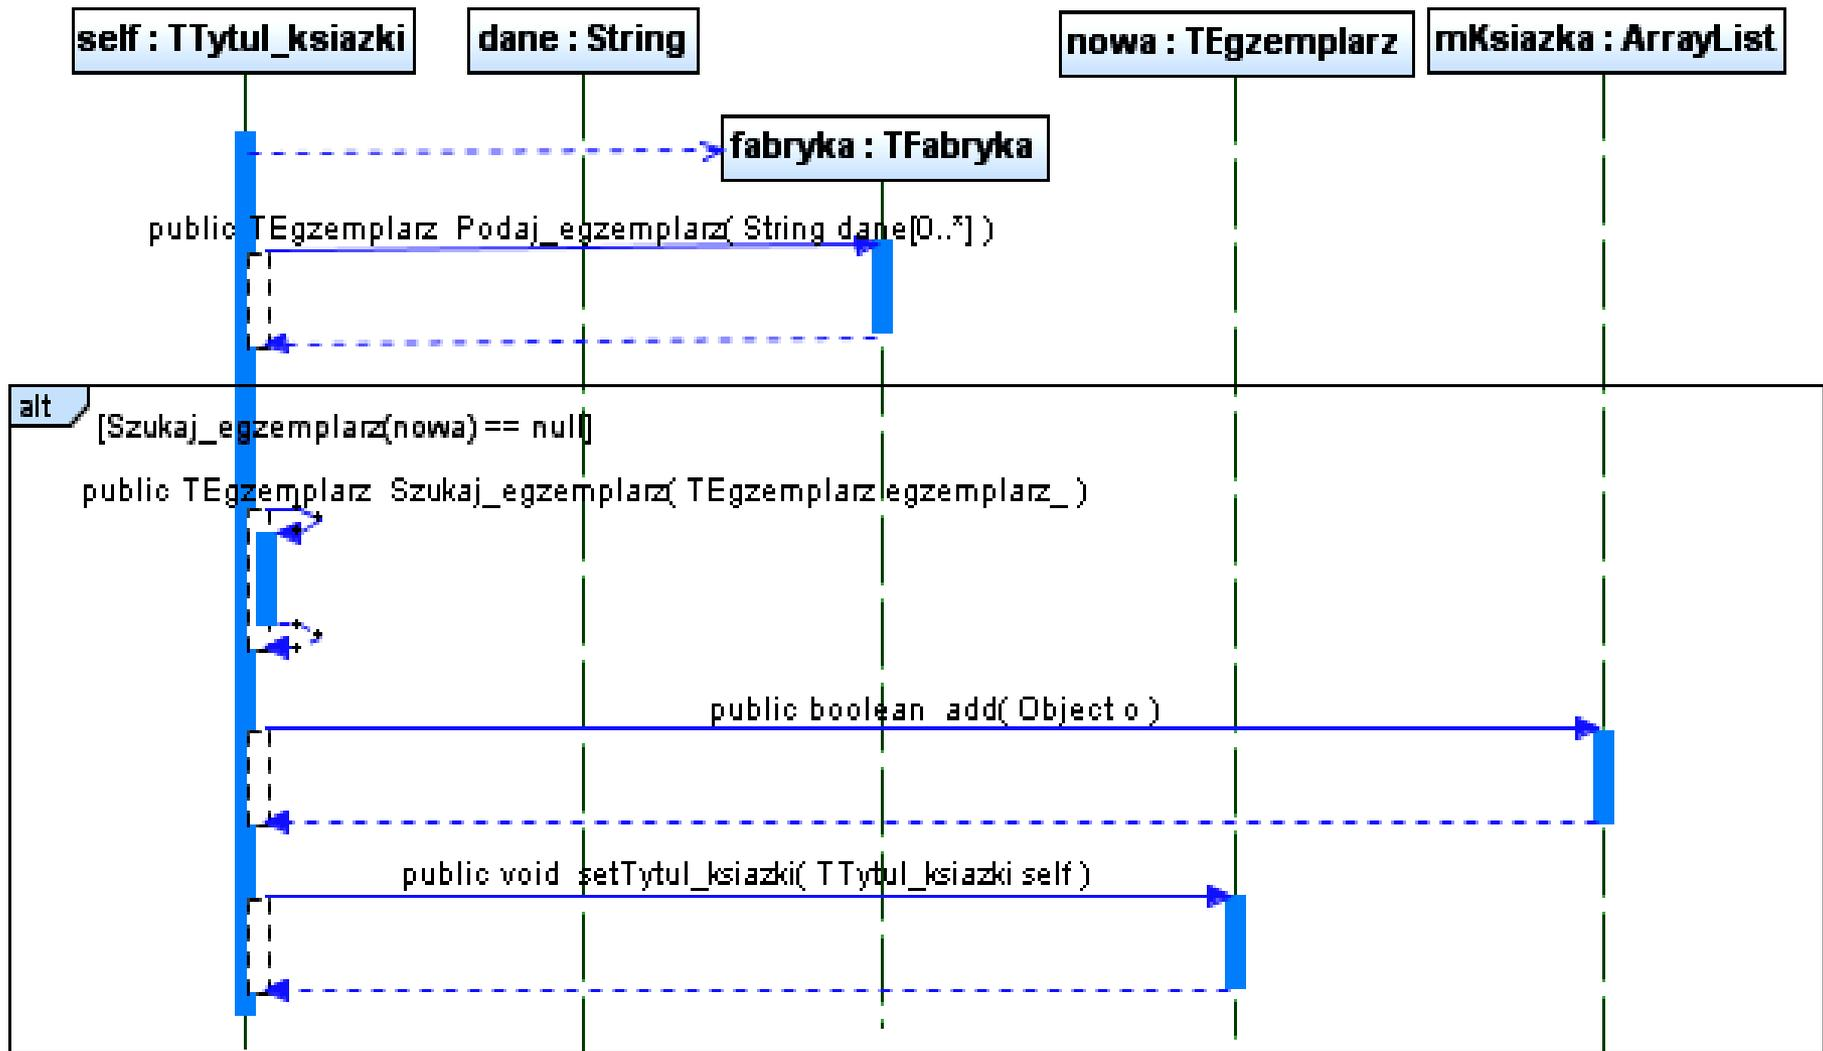 self : TTytul_ksiazki
dane : String
nowa : TEgzemplarz
mKsiazka : ArrayList
fabryka : TFabryka
public TEgzemplarz Podaj_egzemplarz( String dane[0..*] )
alt
[Szukaj_egzemplarz(nowa) == null]
public TEgzemplarz Szukaj_egzemplarz( TEgzemplarz egzemplarz_ )
public boolean add( Object o )
public void setTytul_ksiazki( TTytul_ksiazki self )